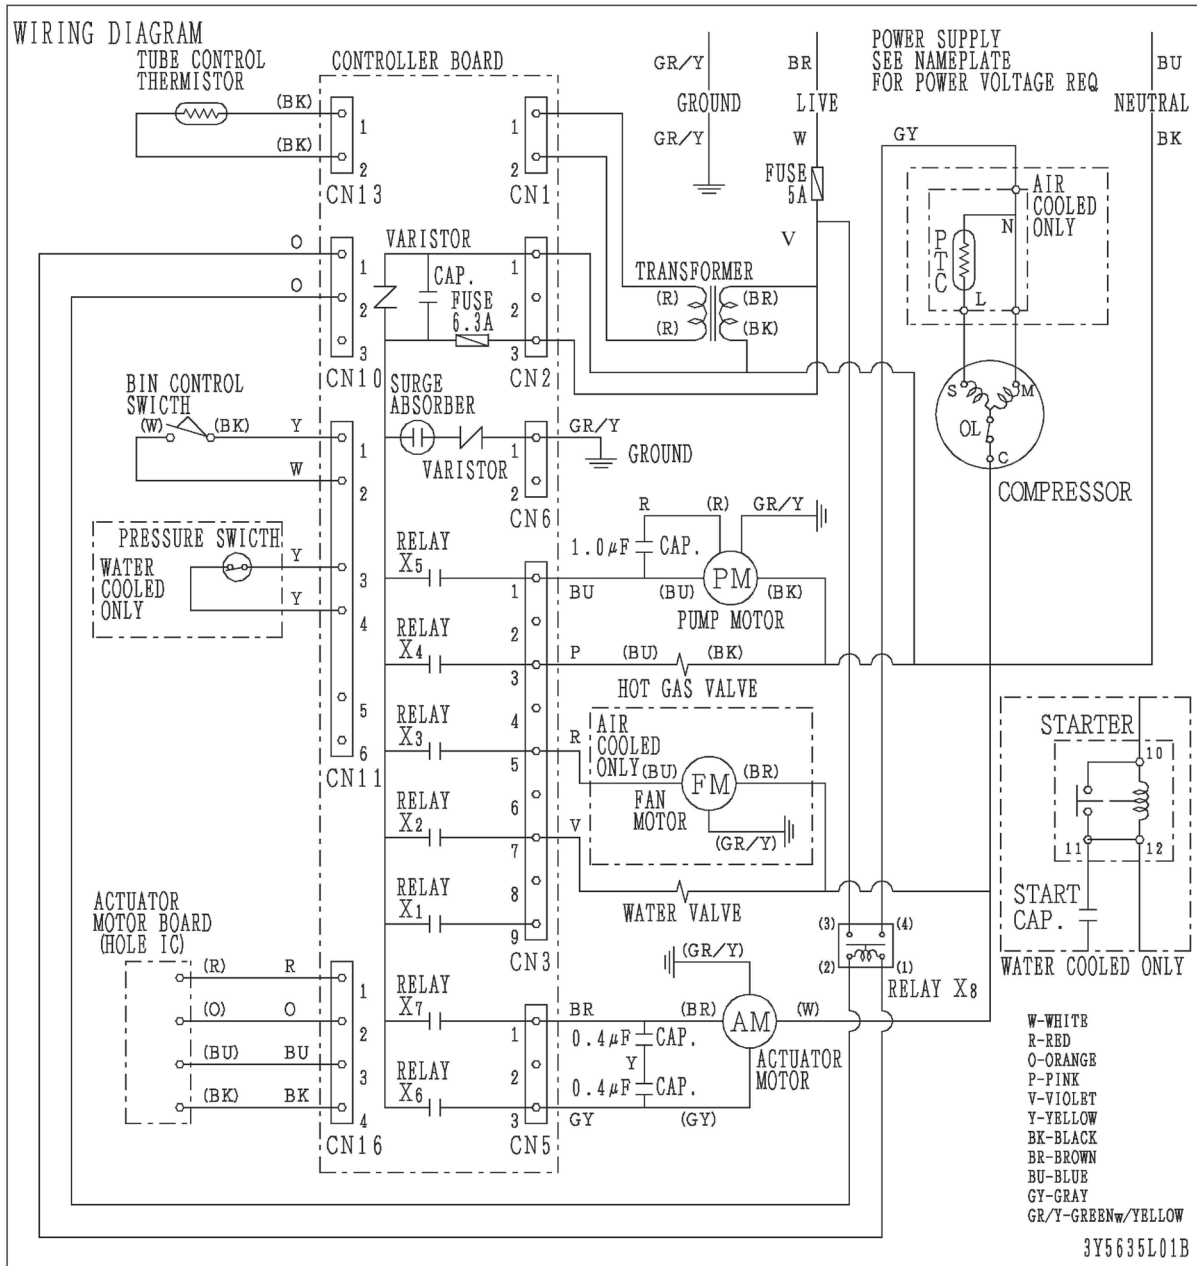 WIRING DIAGRAM
TUBE CONTROL
THERMISTOR
(BK)
(BK)
1
2
CN13
CONTROLLER BOARD
1
2
CN1
GR/Y
GROUND
GR/Y
BR
LIVE
W
FUSE
5A
V
POWER SUPPLY
SEE NAMEPLATE
FOR POWER VOLTAGE REQ
BU
NEUTRAL
BK
GY
AIR
COOLED
ONLY
N
PTC
L
O
O
1
2
3
CN10
VARISTOR
CAP.
FUSE
6.3A
1
2
3
CN2
TRANSFORMER
(R)
(R)
(BR)
(BK)
S
M
OL
C
COMPRESSOR
BIN CONTROL
SWICTH
(W)
(BK)
Y
W
1
2
SURGE
ABSORBER
VARISTOR
1
2
CN6
GR/Y
GROUND
PRESSURE SWICTH
WATER
COOLED
ONLY
Y
Y
3
4
5
6
CN11
RELAY
X5
RELAY
X4
RELAY
X3
RELAY
X2
RELAY
X1
1
2
3
4
5
6
7
8
9
CN3
R
(R)
GR/Y
1.0μF
CAP.
BU
(BU)
PM
(BK)
PUMP MOTOR
P
(BU)
(BK)
HOT GAS VALVE
AIR
COOLED
ONLY
R
(BU)
FM
(BR)
FAN
MOTOR
(GR/Y)
V
WATER VALVE
STARTER
10
11
12
START
CAP.
WATER COOLED ONLY
(3)
(4)
(2)
(1)
RELAY X8
ACTUATOR
MOTOR BOARD
(HOLE IC)
(R)
R
(O)
O
(BU)
BU
(BK)
BK
1
2
3
4
CN16
RELAY
X7
RELAY
X6
1
2
3
CN5
(GR/Y)
BR
(BR)
AM
(W)
0.4μF
CAP.
Y
0.4μF
CAP.
ACTUATOR
MOTOR
GY
(GY)
W-WHITE
R-RED
O-ORANGE
P-PINK
V-VIOLET
Y-YELLOW
BK-BLACK
BR-BROWN
BU-BLUE
GY-GRAY
GR/Y-GREENw/YELLOW
3Y5635L01B